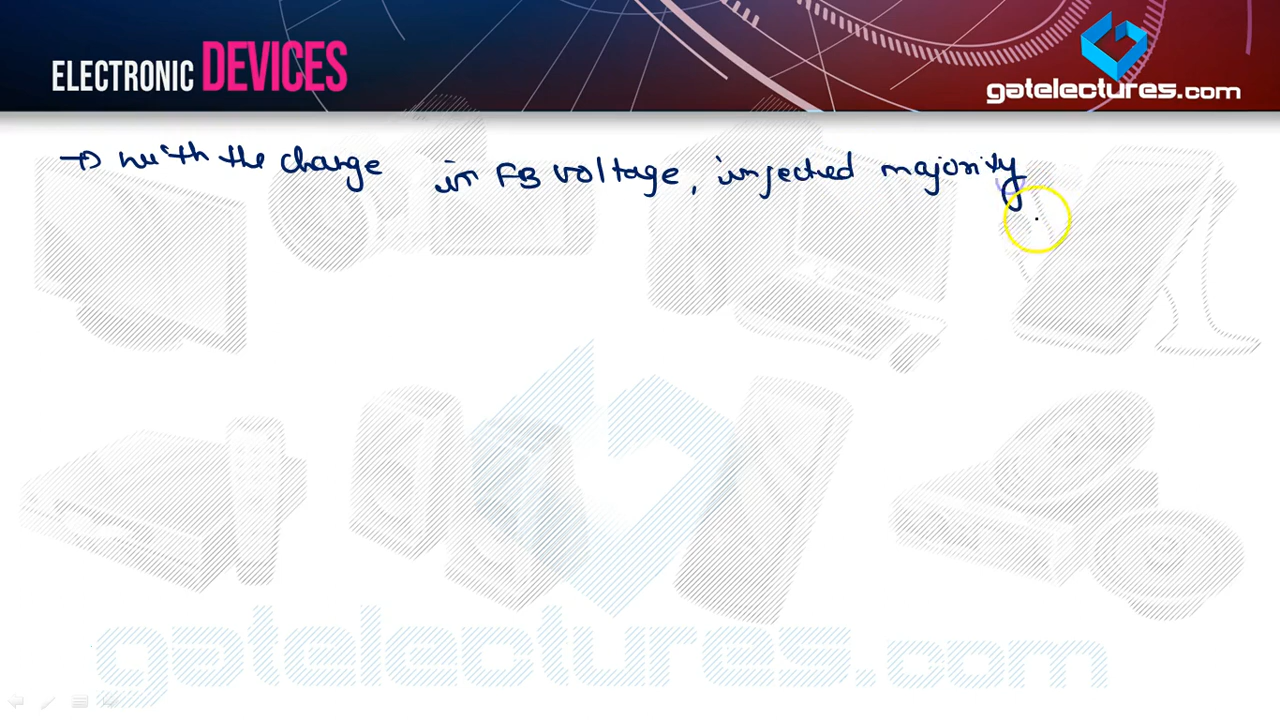 ELECTRONIC DEVICES
gatelectures.com
→ with the change in FB voltage, injected majority
gatelectures.com